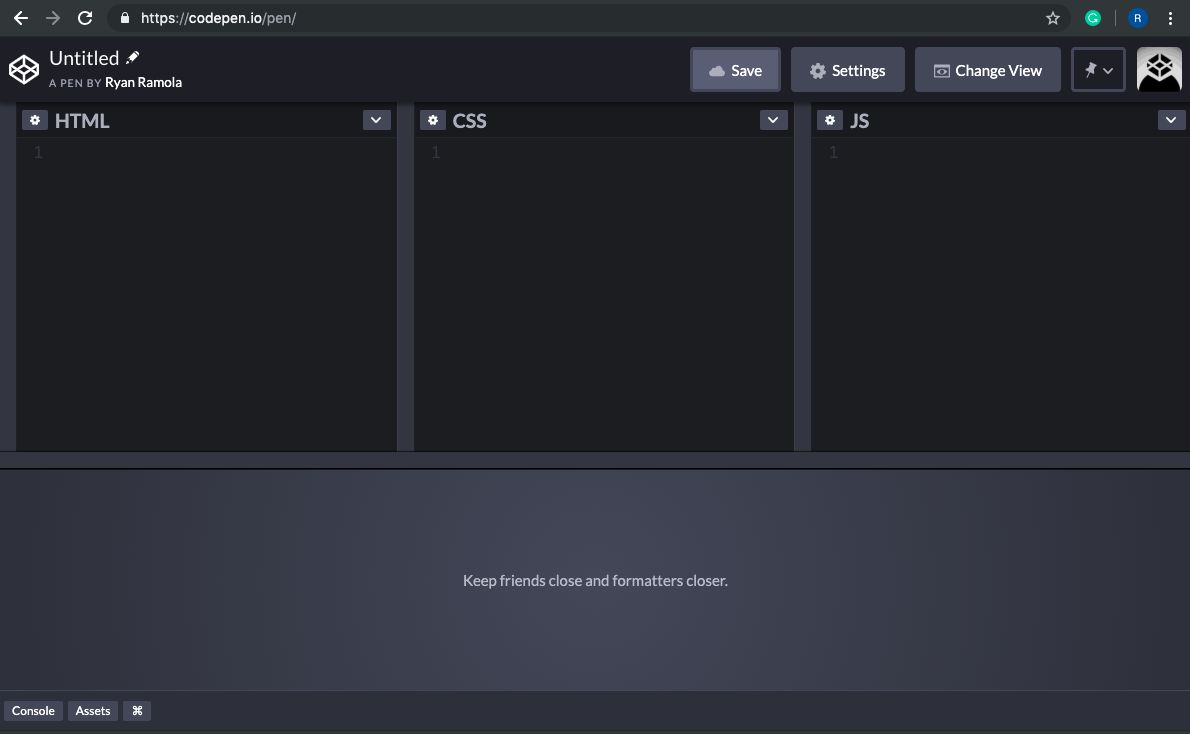 https://codepen.io/pen/
G
R
Untitled
A PEN BY Ryan Ramola
Save
Settings
Change View
HTML
CSS
JS
1
1
1
Keep friends close and formatters closer.
Console
Assets
⌘